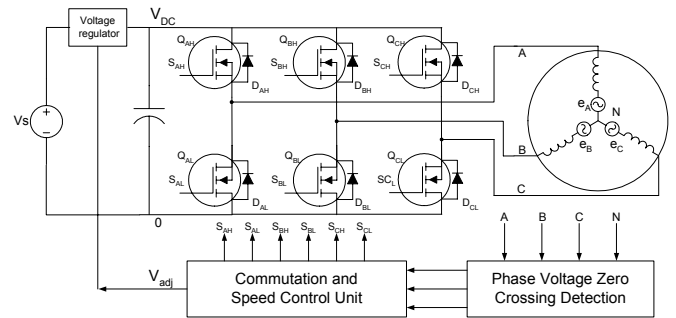 Voltage
regulator
V_DC
Q_AH
Q_BH
Q_CH
S_AH
S_BH
S_CH
D_AH
D_BH
D_CH
A
Vs
e_A
N
e_B
e_C
B
C
Q_AL
Q_BL
Q_CL
S_AL
S_BL
SC_L
D_AL
D_BL
D_CL
0
S_AH S_AL S_BH S_BL S_CH S_CL
A B C N
V_adj
Commutation and
Speed Control Unit
Phase Voltage Zero
Crossing Detection